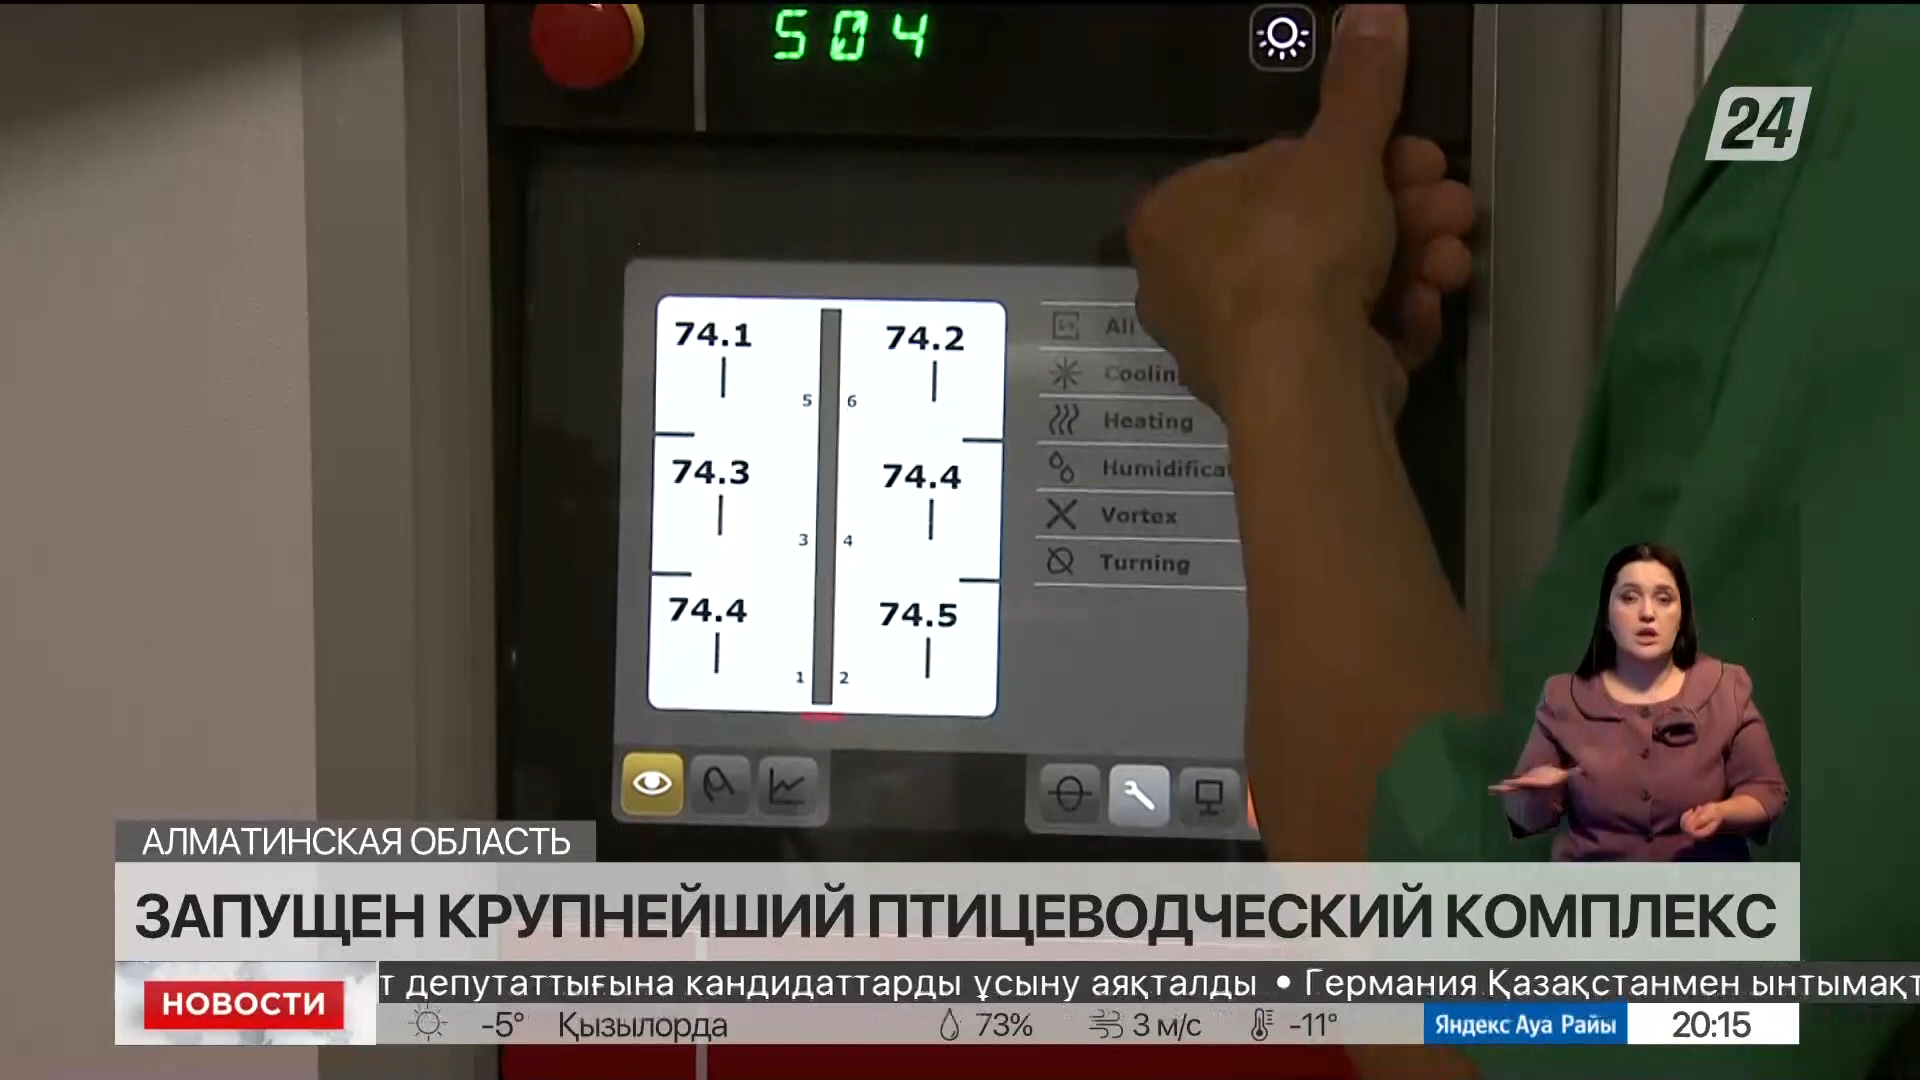 504
24
74.1
74.2
5
6
74.3
74.4
3
4
74.4
74.5
1
2
Cooling
Heating
Vortex
Turning
АЛМАТИНСКАЯ ОБЛАСТЬ
ЗАПУЩЕН КРУПНЕЙШИЙ ПТИЦЕВОДЧЕСКИЙ КОМПЛЕКС
НОВОСТИ
т депутаттығына кандидаттарды ұсыну аяқталды • Германия Қазақстанмен ынтымақт
-5° Қызылорда 73% 3 м/с -11° Яндекс Ауа Райы 20:15